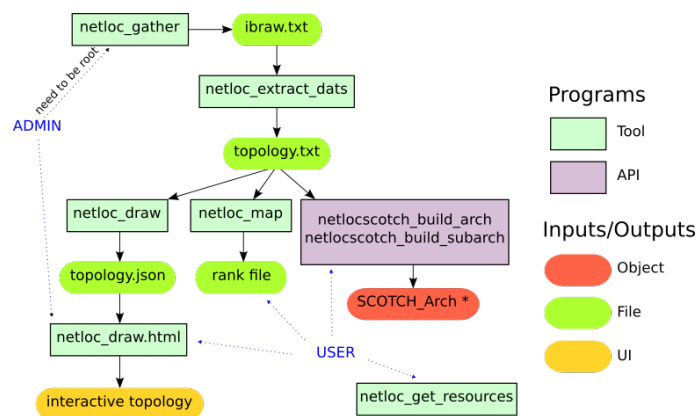 netloc_gather
ibraw.txt
need to be root
netloc_extract_dats
ADMIN
topology.txt
netloc_draw
netloc_map
netlocscotch_build_arch
netlocscotch_build_subarch
topology.json
rank file
SCOTCH_Arch *
netloc_draw.html
USER
interactive topology
netloc_get_resources
Programs
Tool
API
Inputs/Outputs
Object
File
UI